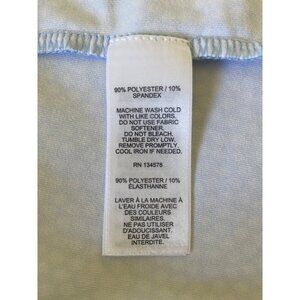 90% POLYESTER / 10%
SPANDEX
MACHINE WASH COLD
WITH LIKE COLORS.
DO NOT USE FABRIC
SOFTENER.
DO NOT BLEACH.
TUMBLE DRY LOW.
REMOVE PROMPTLY.
COOL IRON IF NEEDED.
RN 134576
90% POLYESTER / 10%
ÉLASTHANNE
LAVER À LA MACHINE À
L'EAU FROIDE AVEC
DES COULEURS
SIMILAIRES.
NE PAS UTILISER
D'ADOUCISSANT.
EAU DE JAVEL
INTERDITE.